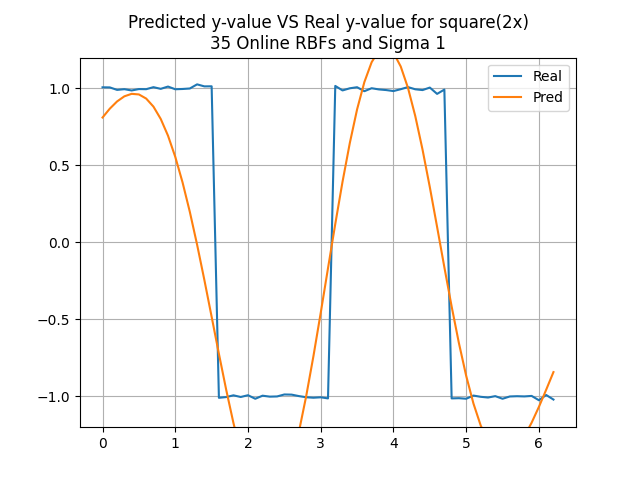 Predicted y-value VS Real y-value for square(2x)
35 Online RBFs and Sigma 1
Real
Pred
1.0
0.5
0.0
−0.5
−1.0
0 1 2 3 4 5 6